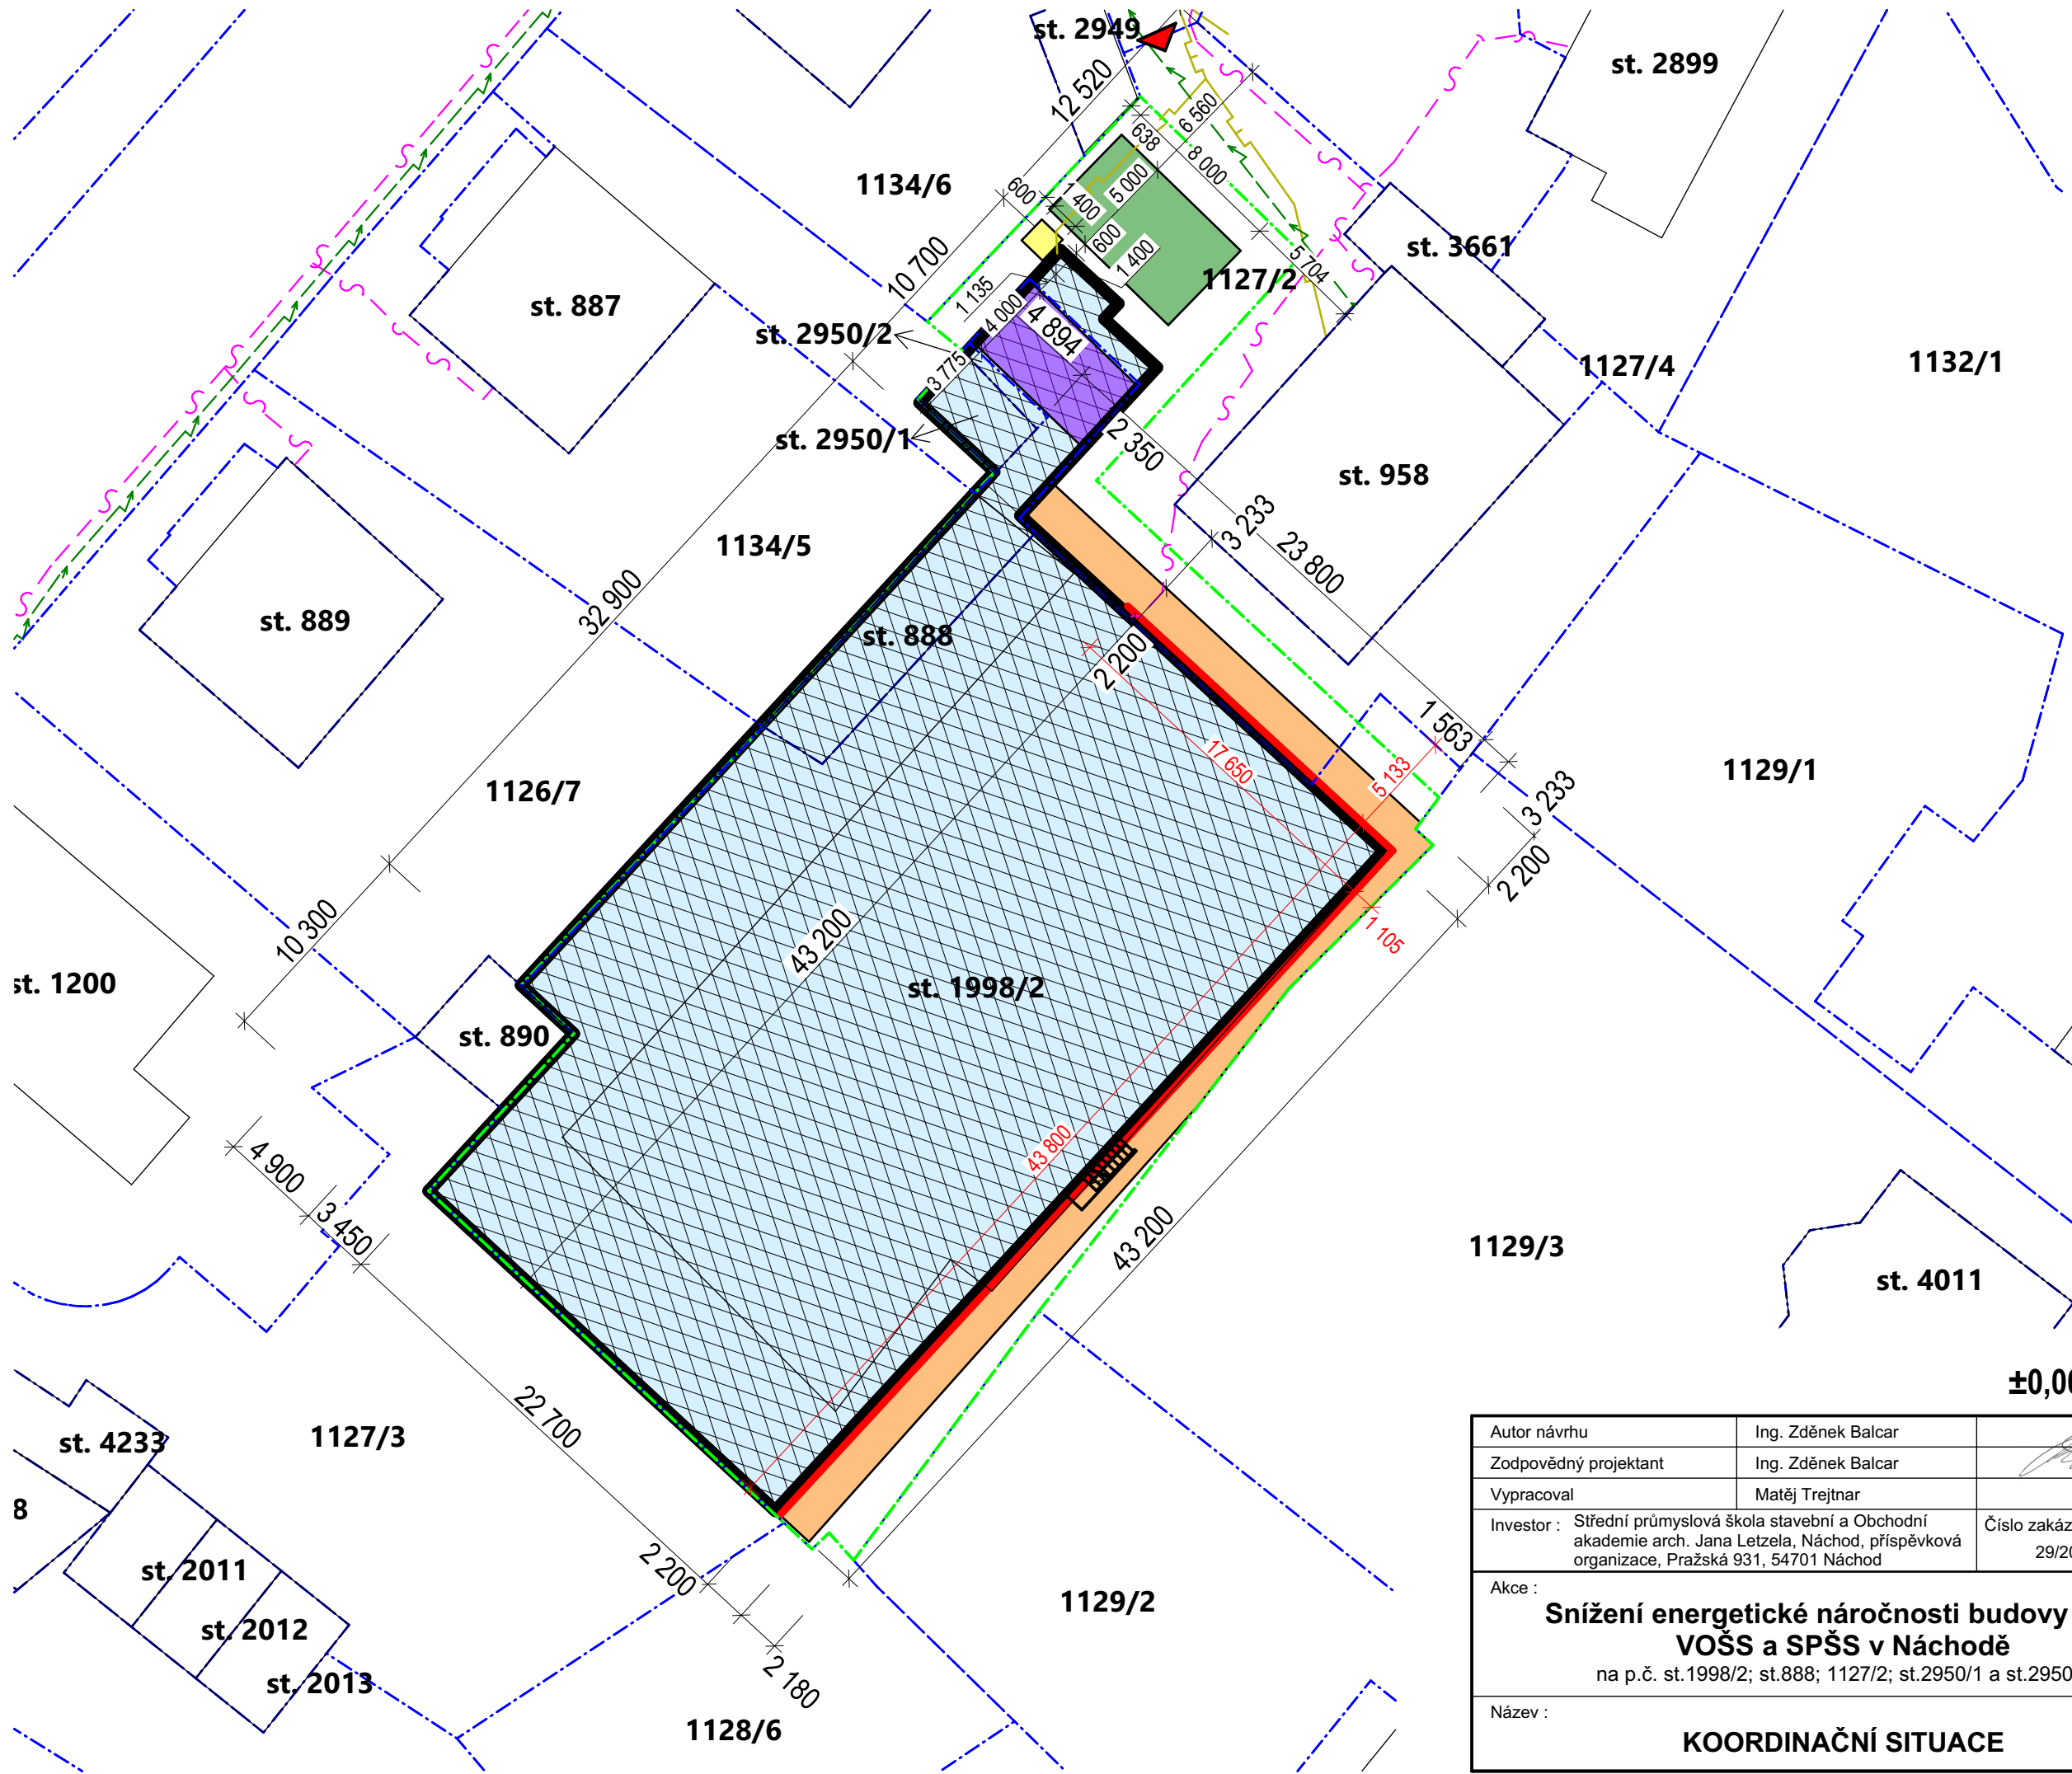 st. 2949
st. 2899
12 520
6 560
638
8 000
1134/6
600
1 400
5 000
st. 3661
600
1 400
5 704
1127/2
10 700
1 135
st. 887
4 000
4 894
st. 2950/2
1127/4
1132/1
3 775
st. 2950/1
2 350
st. 958
3 233
23 800
1134/5
32 900
st. 889
st. 888
2 200
1 563
17 650
5 133
1129/1
1126/7
3 233
2 200
10 300
43 200
1 105
st. 1200
st. 1998/2
st. 890
43 800
4 900
3 450
43 200
1129/3
st. 4011
22 700
1127/3
st. 4233
8
st. 2011
2 200
st. 2012
1129/2
st. 2013
2 180
1128/6
±0,00
Autor návrhu Ing. Zděnek Balcar
Zodpovědný projektant Ing. Zděnek Balcar
Vypracoval Matěj Trejtnar
Investor : Střední průmyslová škola stavební a Obchodní
akademie arch. Jana Letzela, Náchod, příspěvková
organizace, Pražská 931, 54701 Náchod
Číslo zakáz
29/20
Akce :
Snížení energetické náročnosti budovy
VOŠS a SPŠS v Náchodě
na p.č. st.1998/2; st.888; 1127/2; st.2950/1 a st.2950
Název :
KOORDINAČNÍ SITUACE